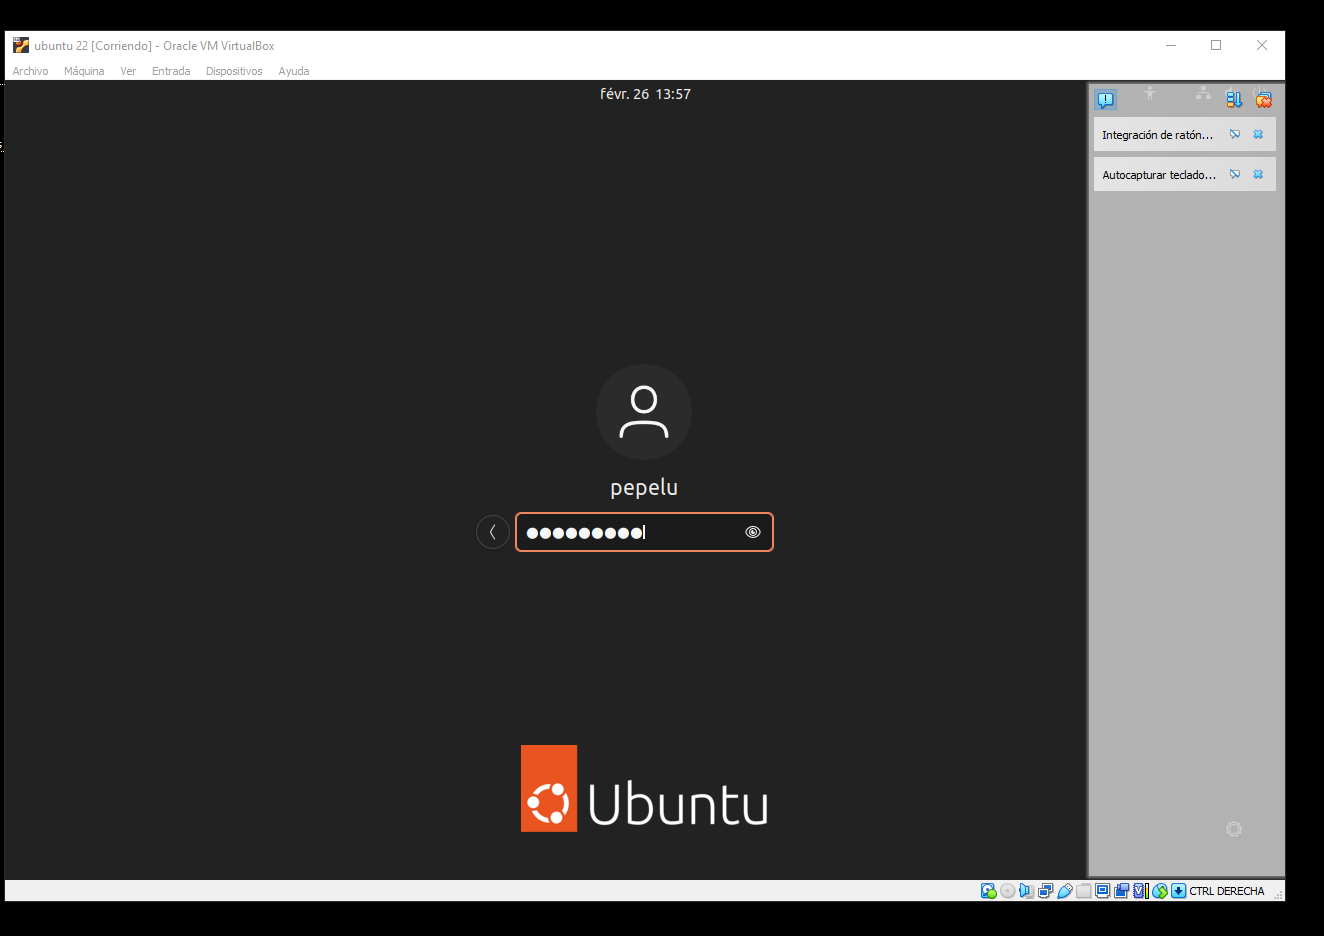 ubuntu 22 [Corriendo] - Oracle VM VirtualBox
Archivo Máquina Ver Entrada Dispositivos Ayuda
févr. 26 13:57
Integración de ratón...
Autocapturar teclado...
pepelu
Ubuntu
CTRL DERECHA